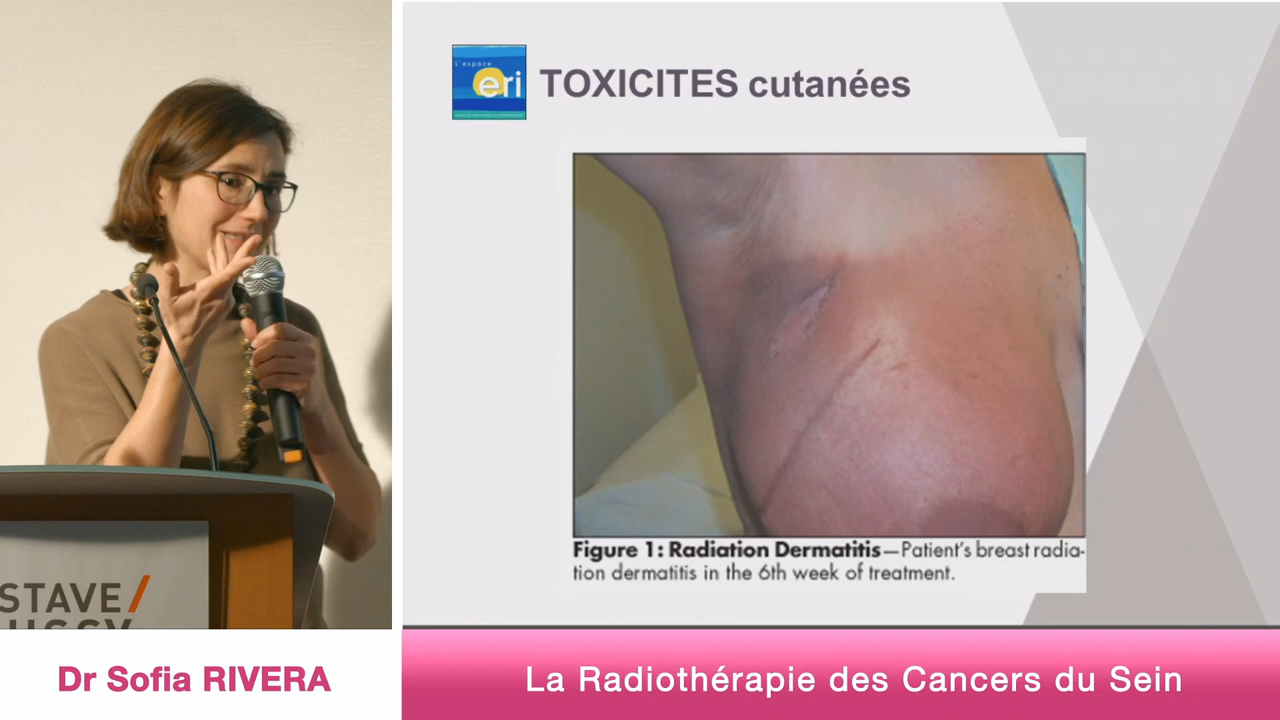 L'espace
eri
TOXICITES cutanées
Figure 1: Radiation Dermatitis—Patient's breast radia-
tion dermatitis in the 6th week of treatment.
STAVE/
Dr Sofia RIVERA
La Radiothérapie des Cancers du Sein